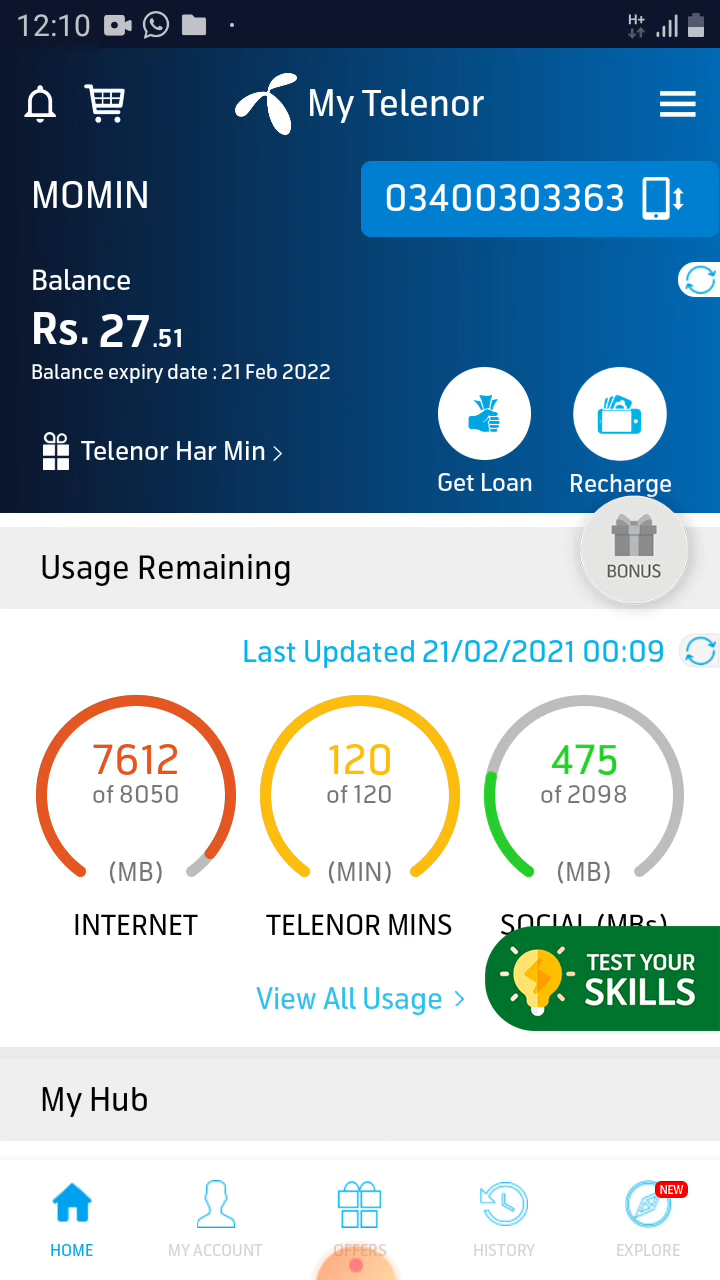 12:10
H+
My Telenor
MOMIN
03400303363
Balance
Rs. 27.51
Balance expiry date : 21 Feb 2022
Telenor Har Min
Get Loan
Recharge
BONUS
Usage Remaining
Last Updated 21/02/2021 00:09
7612
of 8050
(MB)
INTERNET
120
of 120
(MIN)
TELENOR MINS
475
of 2098
(MB)
SOCIAL (MBs)
View All Usage
TEST YOUR
SKILLS
My Hub
HOME
MY ACCOUNT
OFFERS
HISTORY
NEW
EXPLORE